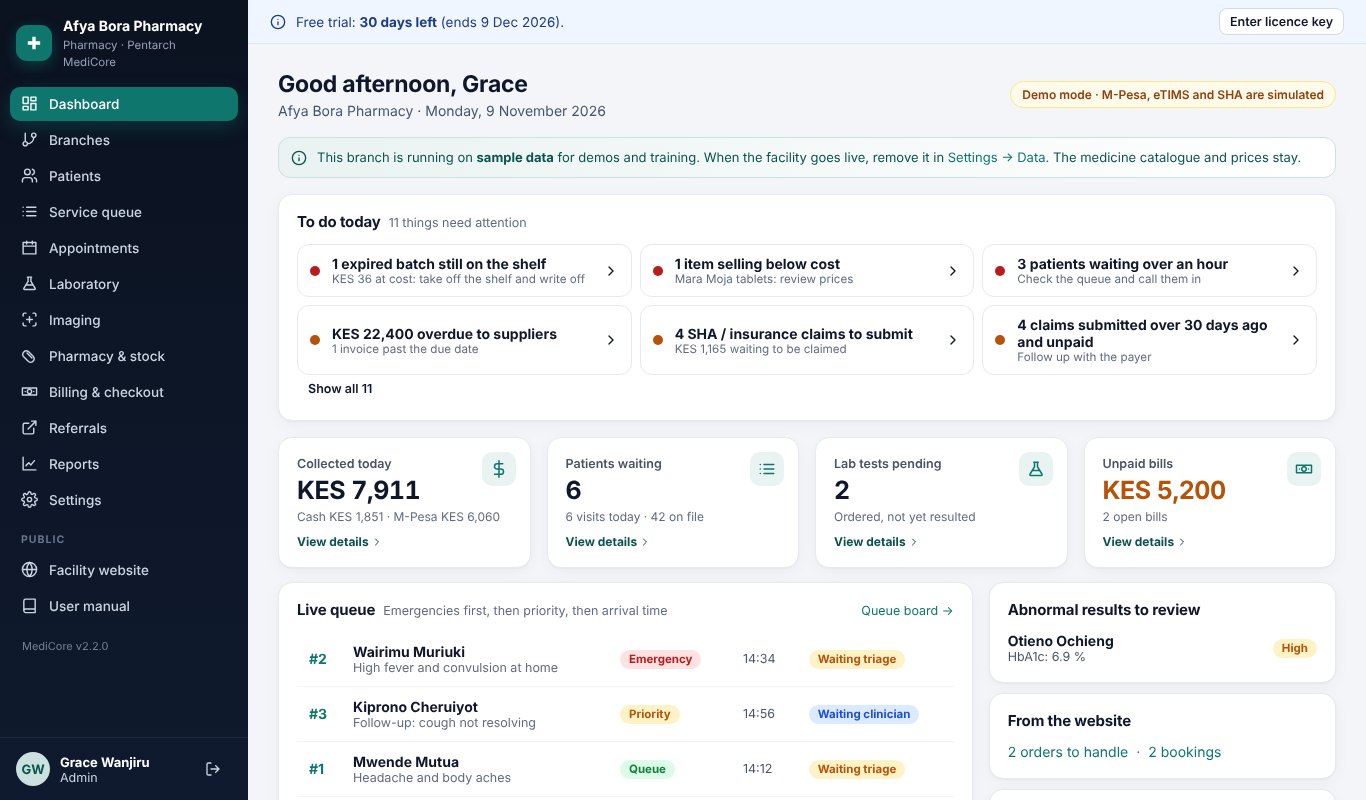 Afya Bora Pharmacy
Pharmacy · Pentarch
MediCore
Dashboard
Branches
Patients
Service queue
Appointments
Laboratory
Imaging
Pharmacy & stock
Billing & checkout
Referrals
Reports
Settings
PUBLIC
Facility website
User manual
MediCore v2.2.0
GW
Grace Wanjiru
Admin
Free trial: 30 days left (ends 9 Dec 2026).
Enter licence key
Good afternoon, Grace
Afya Bora Pharmacy · Monday, 9 November 2026
Demo mode · M-Pesa, eTIMS and SHA are simulated
This branch is running on sample data for demos and training. When the facility goes live, remove it in Settings → Data. The medicine catalogue and prices stay.
To do today 11 things need attention
1 expired batch still on the shelf
KES 36 at cost: take off the shelf and write off
1 item selling below cost
Mara Moja tablets: review prices
3 patients waiting over an hour
Check the queue and call them in
KES 22,400 overdue to suppliers
1 invoice past the due date
4 SHA / insurance claims to submit
KES 1,165 waiting to be claimed
4 claims submitted over 30 days ago
and unpaid
Follow up with the payer
Show all 11
Collected today
KES 7,911
Cash KES 1,851 · M-Pesa KES 6,060
View details
Patients waiting
6
6 visits today · 42 on file
View details
Lab tests pending
2
Ordered, not yet resulted
View details
Unpaid bills
KES 5,200
2 open bills
View details
Live queue Emergencies first, then priority, then arrival time
Queue board →
#2 Wairimu Muriuki Emergency 14:34 Waiting triage
High fever and convulsion at home
#3 Kiprono Cheruiyot Priority 14:56 Waiting clinician
Follow-up: cough not resolving
#1 Mwende Mutua Queue 14:12 Waiting triage
Headache and body aches
Abnormal results to review
Otieno Ochieng
HbA1c: 6.9 %
High
From the website
2 orders to handle · 2 bookings